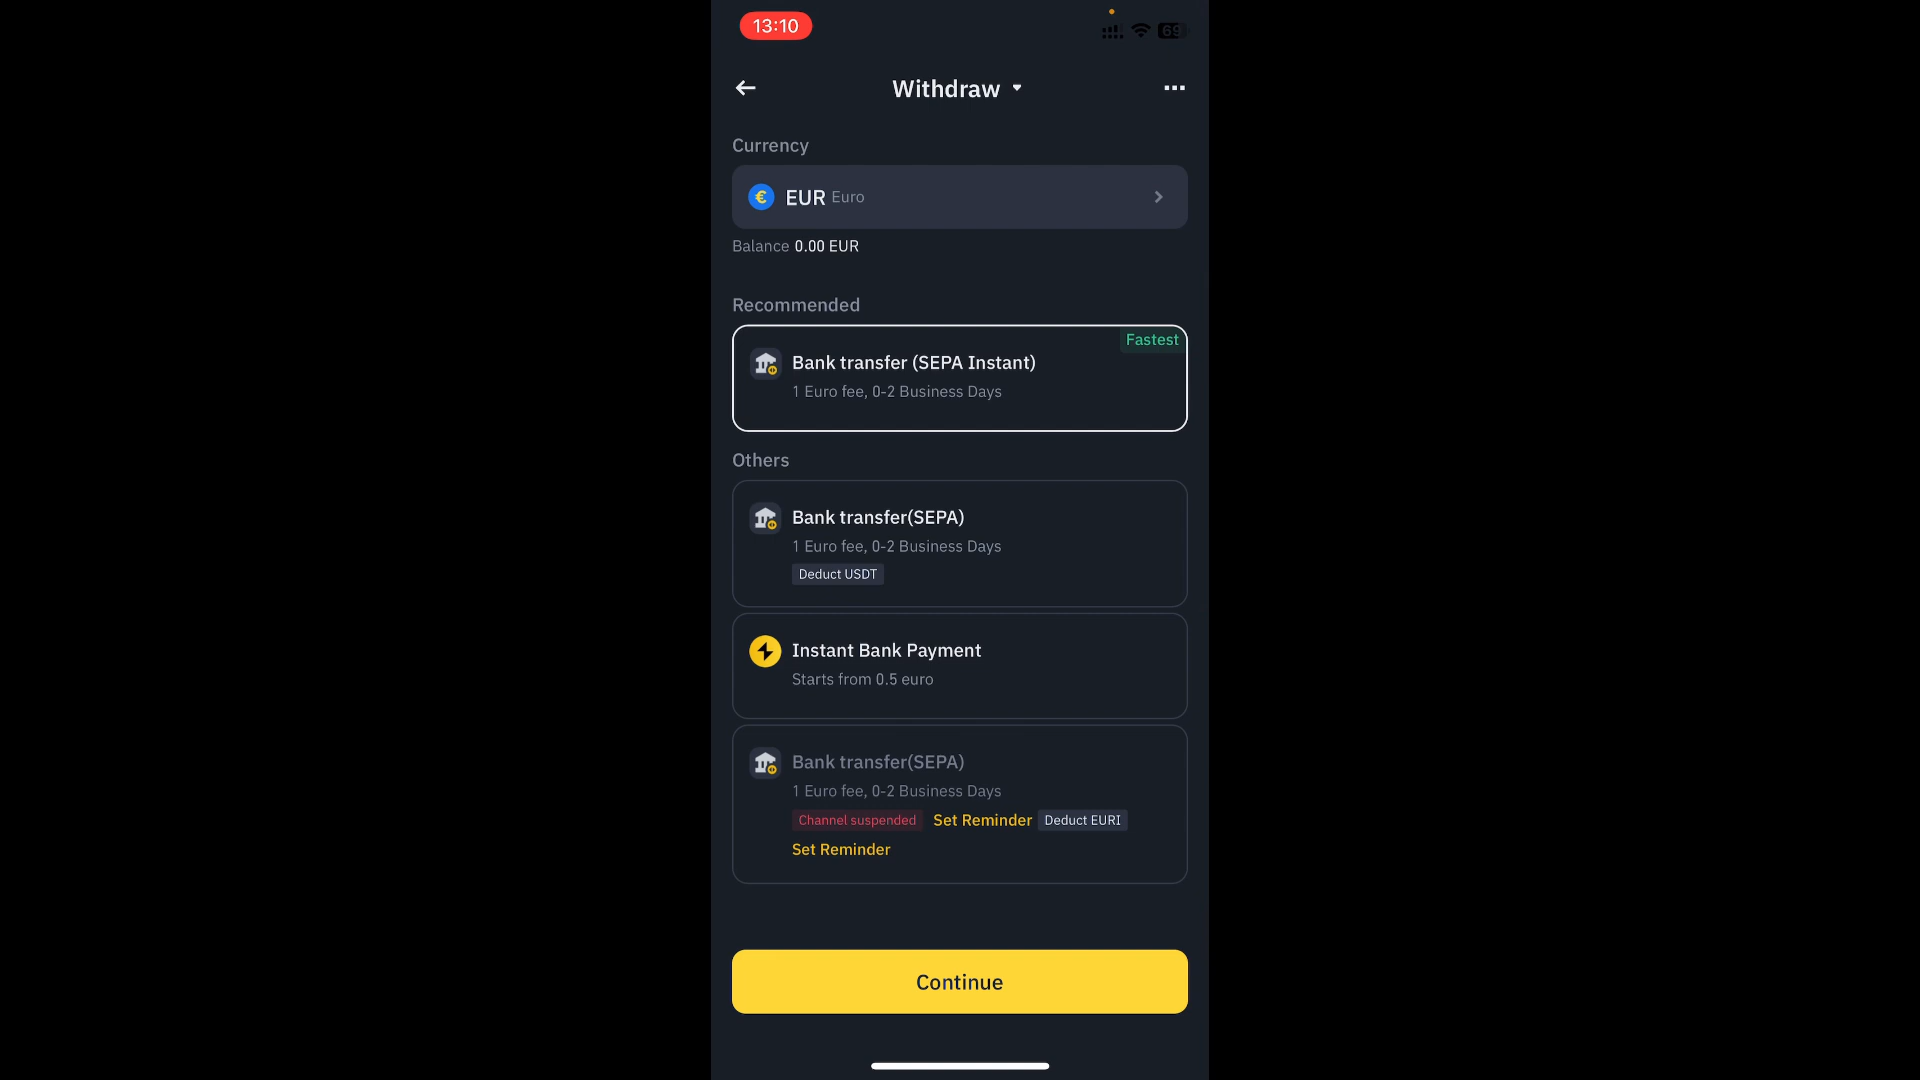 13:10
69
Withdraw
Currency
€ EUR Euro
Balance 0.00 EUR
Recommended
Fastest
Bank transfer (SEPA Instant)
1 Euro fee, 0-2 Business Days
Others
Bank transfer(SEPA)
1 Euro fee, 0-2 Business Days
Deduct USDT
Instant Bank Payment
Starts from 0.5 euro
Bank transfer(SEPA)
1 Euro fee, 0-2 Business Days
Channel suspended Set Reminder Deduct EURI
Set Reminder
Continue